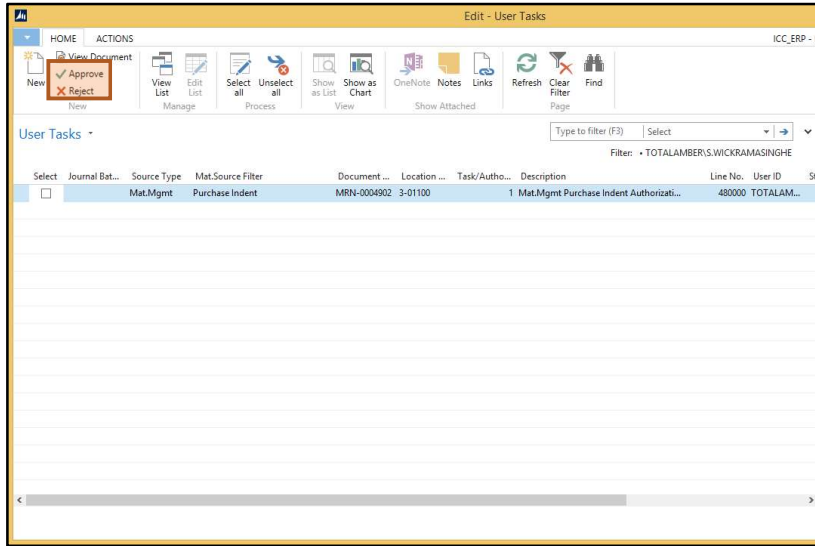 Edit - User Tasks
HOME ACTIONS ICC_ERP -
New
View Document
Approve
Reject
View List
Edit List
Select all
Unselect all
Show as List
Show as Chart
OneNote
Notes
Links
Refresh
Clear Filter
Find
New Manage Process View Show Attached Page
User Tasks
Type to filter (F3) Select
Filter: • TOTALAMBER\S.WICKRAMASINGHE
Select Journal Bat... Source Type Mat.Source Filter Document ... Location ... Task/Autho... Description Line No. User ID
Mat.Mgmt Purchase Indent MRN-0004902 3-01100 1 Mat.Mgmt Purchase Indent Authorizati... 480000 TOTALAM...